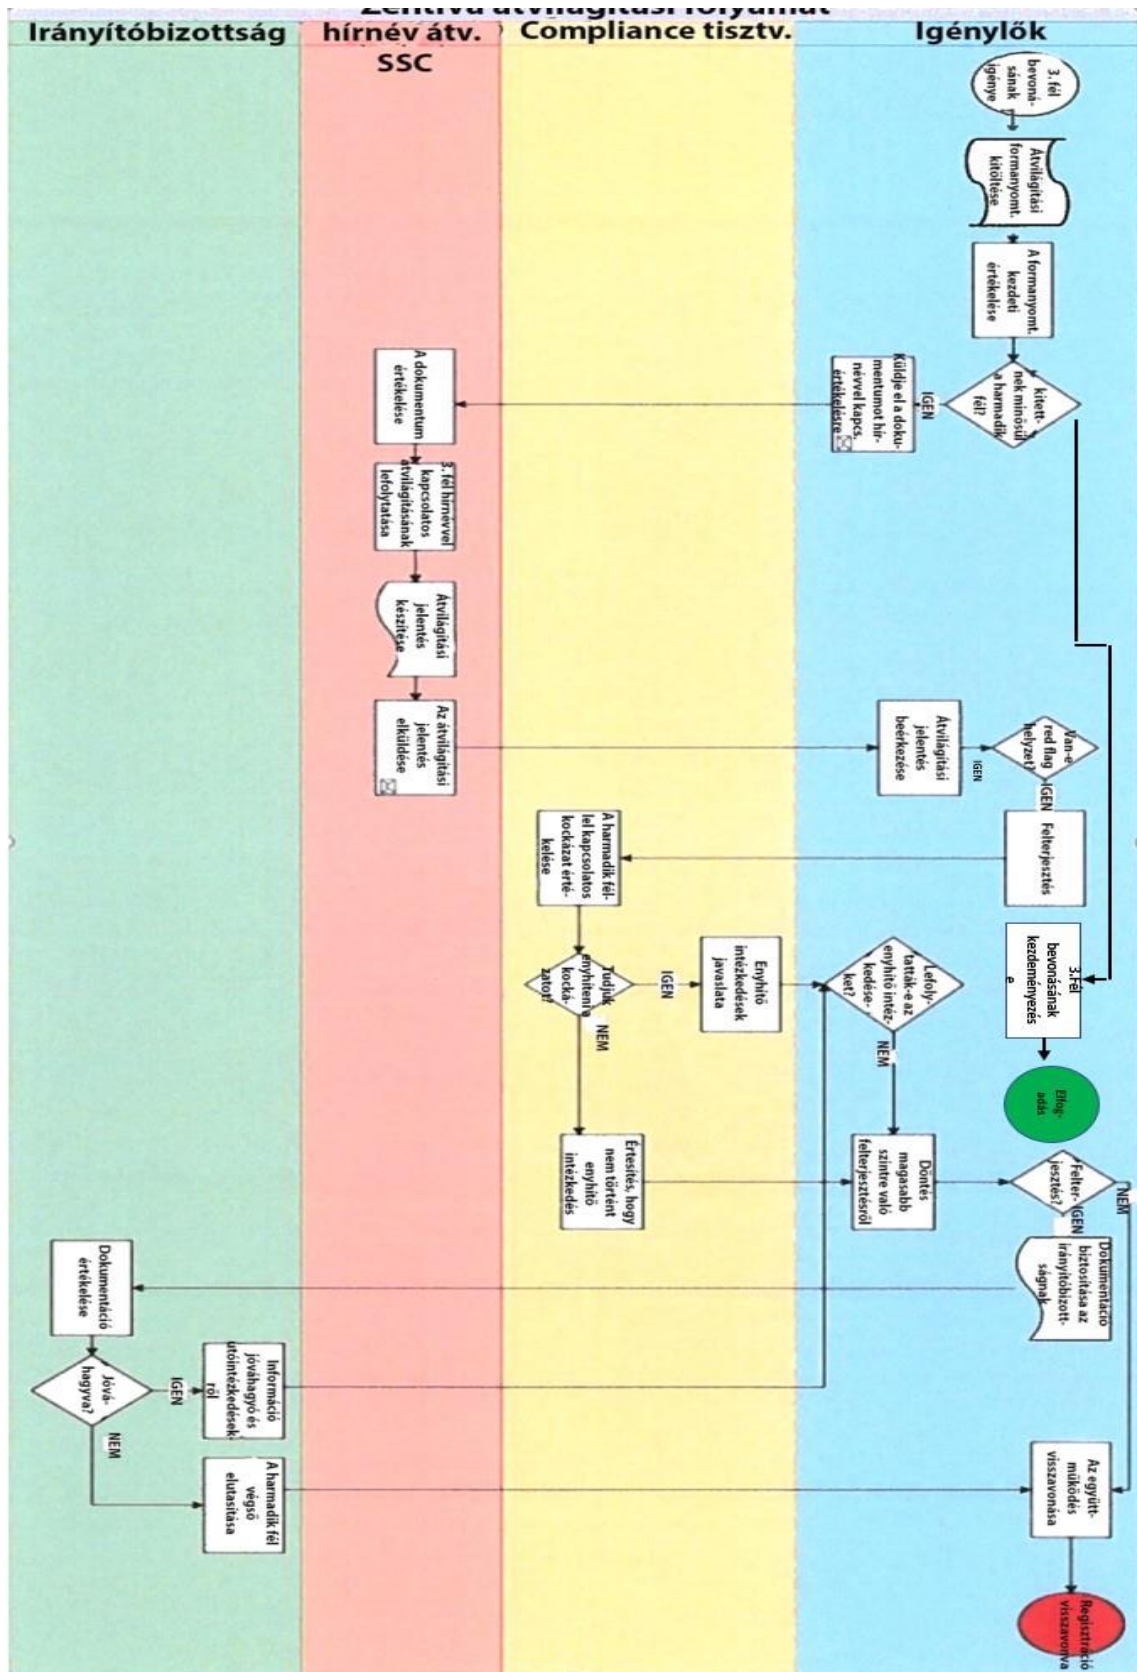 Zentiva átvilágítási folyamat
Irányítóbizottság
hírnév átv.
SSC
Compliance tisztv.
Igénylők
3. fél
bevoná-
sának
igénye
Átvilágítási
formanyomt.
kitöltése
A formanyomt.
kezdeti
értékelése
kitett-
nek minősül
a harmadik
fél?
IGEN
Küldje el a doku-
mentumot hír-
névvel kapcs.
értékelésre
A dokumentum
értékelése
3. fél hírnévvel
kapcsolatos
átvilágításának
lefolytatása
Átvilágítási
jelentés
készítése
Az átvilágítási
jelentés
elküldése
Átvilágítási
jelentés
beérkezése
IGEN
Van-e
red flag
helyzet?
IGEN
Felterjesztés
A harmadik fél-
lel kapcsolatos
kockázat érté-
kelése
Tudjuk
enyhíteni a
kocká-
zatot?
IGEN
NEM
Enyhítő
intézkedések
javaslata
Lefoly-
tatták-e az
enyhítő intéz-
kedése-
ket?
NEM
3.Fél
bevonásának
kezdeményezés
e
Elfog-
adás
Értesítés, hogy
nem történt
enyhítő
intézkedés
Döntés
magasabb
szintre való
felterjesztésről
Felter-
jesztés?
NEM
IGEN
Dokumentáció
biztosítása az
irányítóbizott-
ságnak
Dokumentáció
értékelése
Jóvá-
hagyva?
IGEN
NEM
Információ
jóváhagyó és
utóintézkedések-
ről
A harmadik fél
végső
elutasítása
Az együtt-
működés
visszavonása
Regisztráció
visszavonva